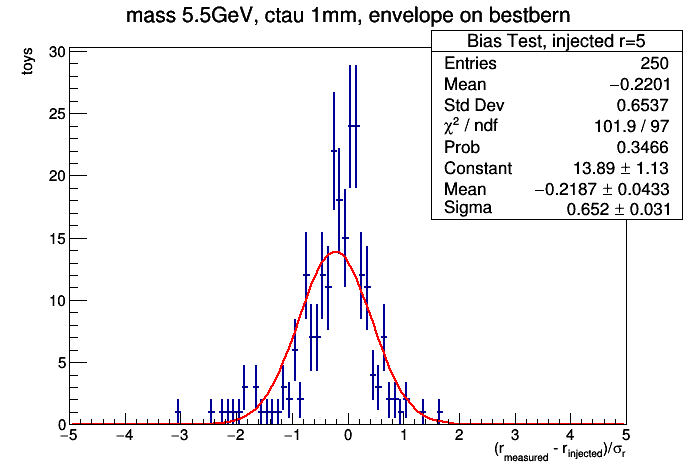 mass 5.5GeV, ctau 1mm, envelope on bestbern
Bias Test, injected r=5
Entries 250
Mean −0.2201
Std Dev 0.6537
χ² / ndf 101.9 / 97
Prob 0.3466
Constant 13.89 ± 1.13
Mean −0.2187 ± 0.0433
Sigma 0.652 ± 0.031
toys
30
25
20
15
10
5
0
−5 −4 −3 −2 −1 0 1 2 3 4 5
(r_measured - r_injected)/σ_r